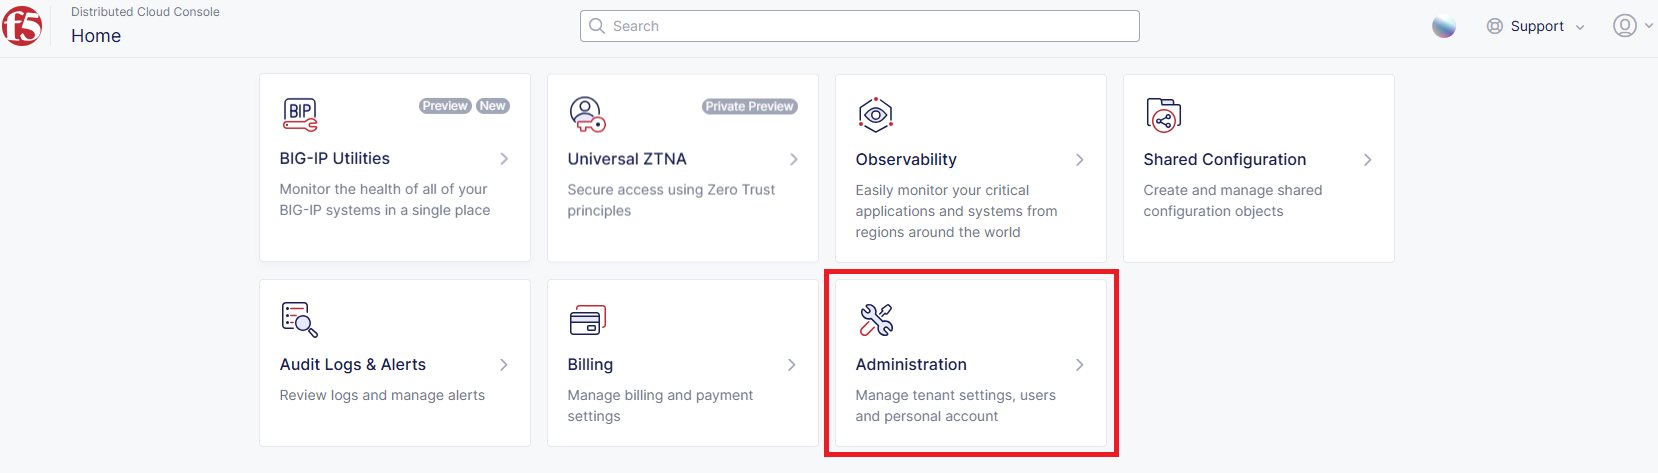 f5
Distributed Cloud Console
Home
Search
Support
BIP
Preview
New
BIG-IP Utilities
Monitor the health of all of your
BIG-IP systems in a single place
Private Preview
Universal ZTNA
Secure access using Zero Trust
principles
Observability
Easily monitor your critical
applications and systems from
regions around the world
Shared Configuration
Create and manage shared
configuration objects
Audit Logs & Alerts
Review logs and manage alerts
Billing
Manage billing and payment
settings
Administration
Manage tenant settings, users
and personal account